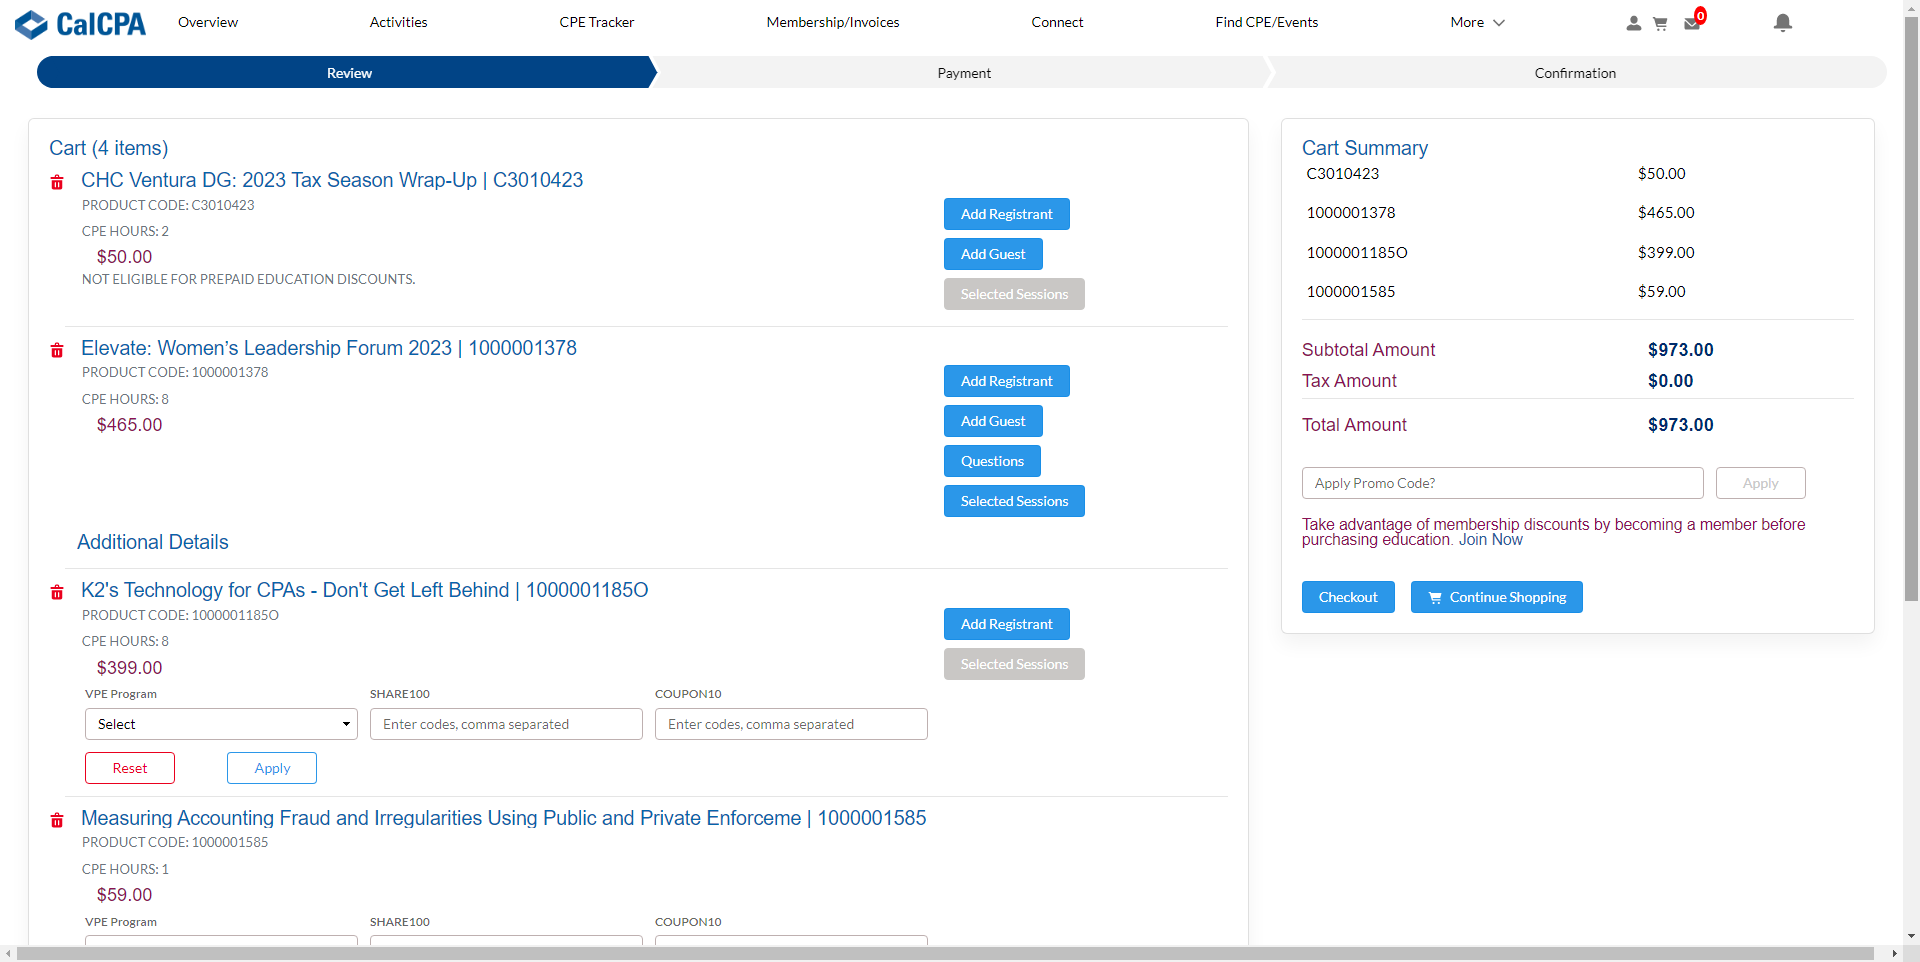 CalCPA
Overview
Activities
CPE Tracker
Membership/Invoices
Connect
Find CPE/Events
More
0
Review
Payment
Confirmation
Cart (4 items)
CHC Ventura DG: 2023 Tax Season Wrap-Up | C3010423
PRODUCT CODE: C3010423
CPE HOURS: 2
$50.00
NOT ELIGIBLE FOR PREPAID EDUCATION DISCOUNTS.
Add Registrant
Add Guest
Selected Sessions
Elevate: Women’s Leadership Forum 2023 | 1000001378
PRODUCT CODE: 1000001378
CPE HOURS: 8
$465.00
Add Registrant
Add Guest
Questions
Selected Sessions
Additional Details
K2's Technology for CPAs - Don't Get Left Behind | 1000001185O
PRODUCT CODE: 1000001185O
CPE HOURS: 8
$399.00
Add Registrant
Selected Sessions
VPE Program
SHARE100
COUPON10
Select
Enter codes, comma separated
Enter codes, comma separated
Reset
Apply
Measuring Accounting Fraud and Irregularities Using Public and Private Enforceme | 1000001585
PRODUCT CODE: 1000001585
CPE HOURS: 1
$59.00
VPE Program
SHARE100
COUPON10
Cart Summary
C3010423 $50.00
1000001378 $465.00
1000001185O $399.00
1000001585 $59.00
Subtotal Amount $973.00
Tax Amount $0.00
Total Amount $973.00
Apply Promo Code?
Apply
Take advantage of membership discounts by becoming a member before
purchasing education. Join Now
Checkout
Continue Shopping